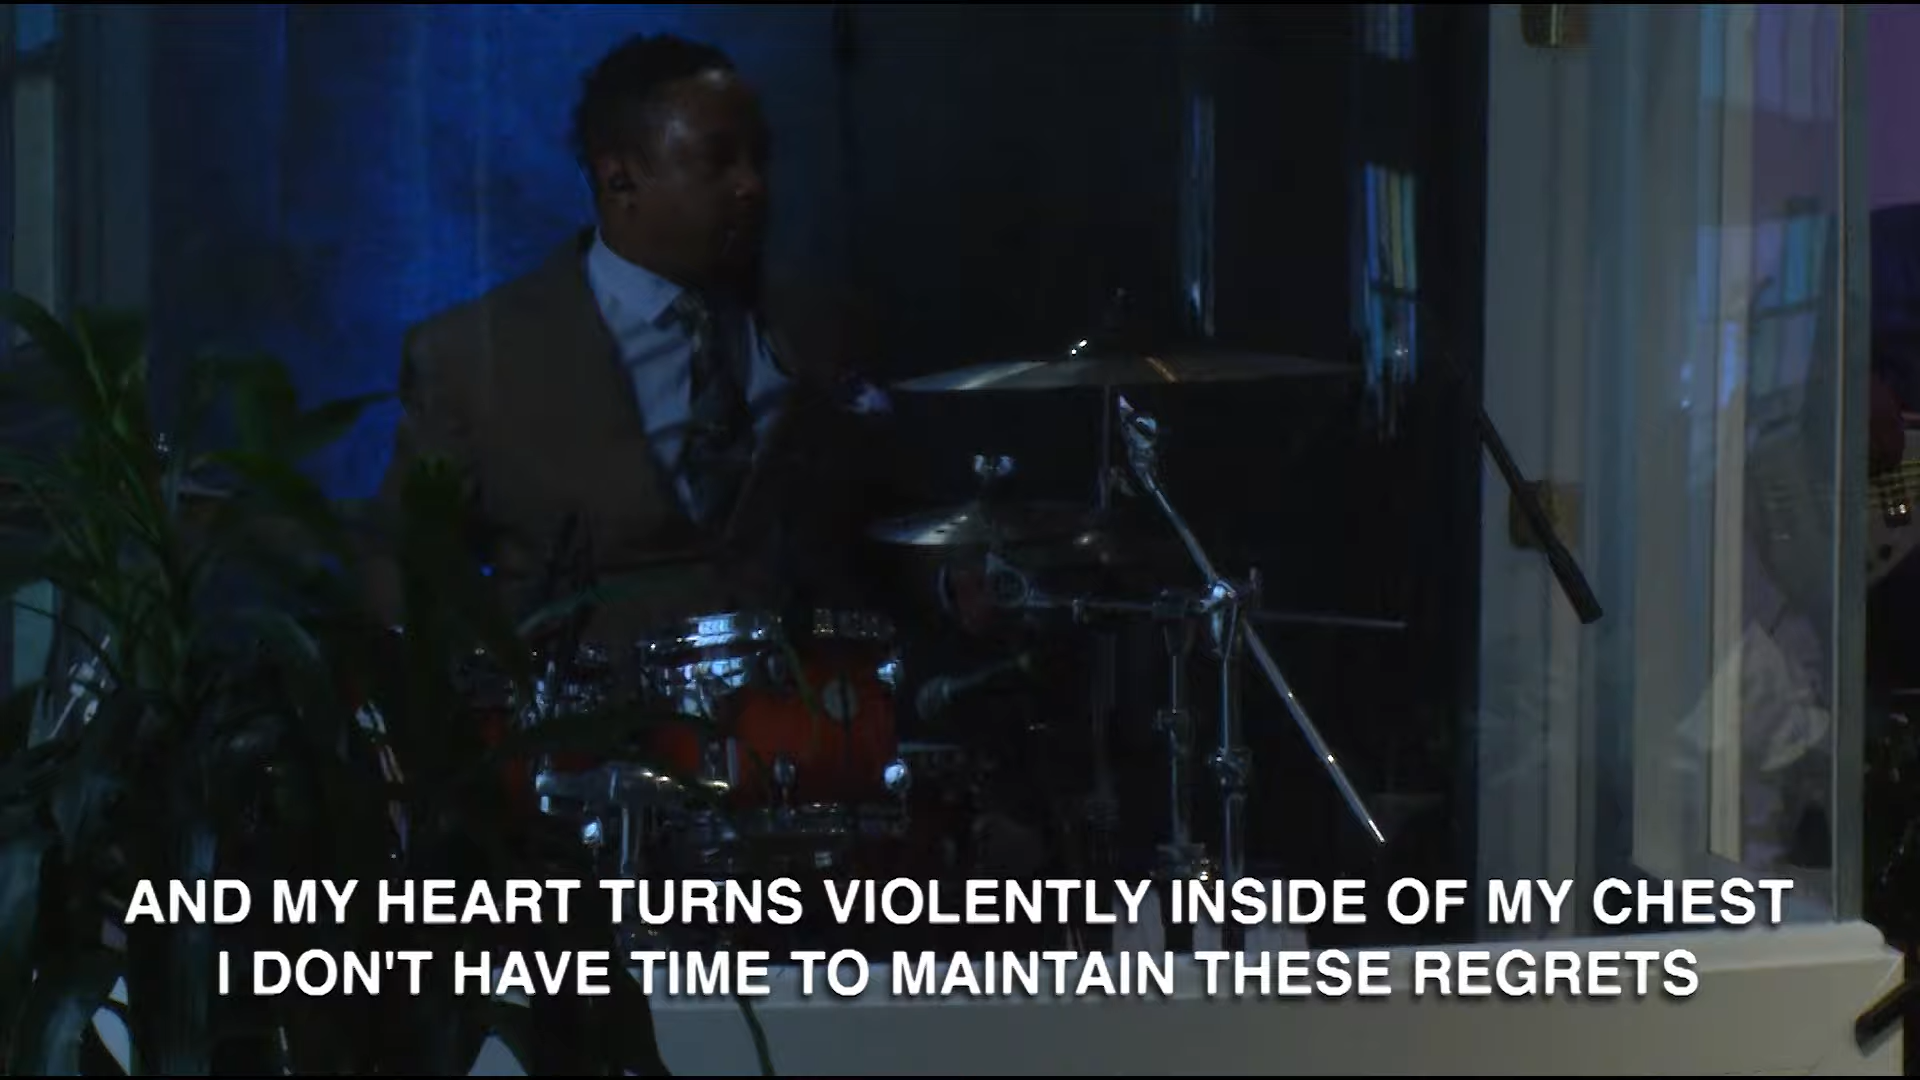 AND MY HEART TURNS VIOLENTLY INSIDE OF MY CHEST
I DON'T HAVE TIME TO MAINTAIN THESE REGRETS